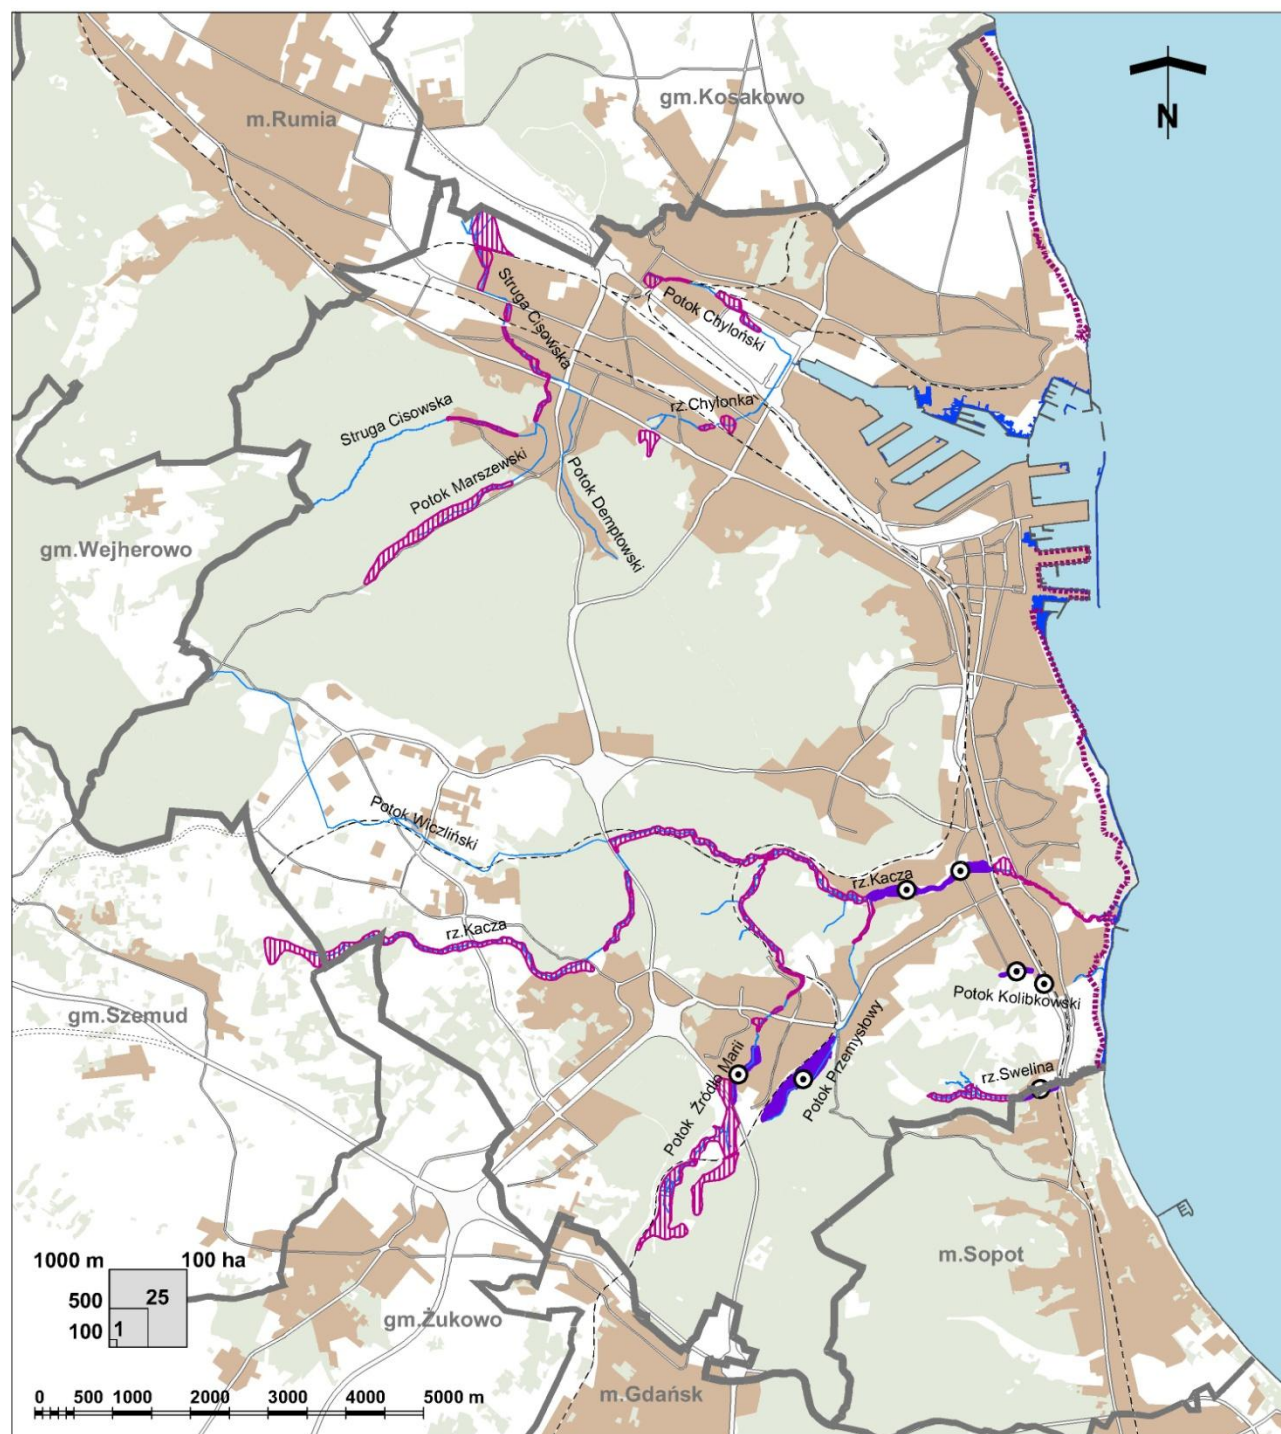 gm.Kosakowo
m.Rumia
N
Struga Cisowska
Potok Chyloński
rz.Chylonka
Struga Cisowska
Potok Marszewski
Potok Demptowski
gm.Wejherowo
Potok Wiczliński
rz.Kacza
rz.Kacza
Potok Kolibkowski
gm.Szemud
Potok Źródło Marii
Potok Przemysłowy
rz.Swelina
m.Sopot
1000 m 100 ha
500 25
100 1
gm.Żukowo
m.Gdańsk
0 500 1000 2000 3000 4000 5000 m